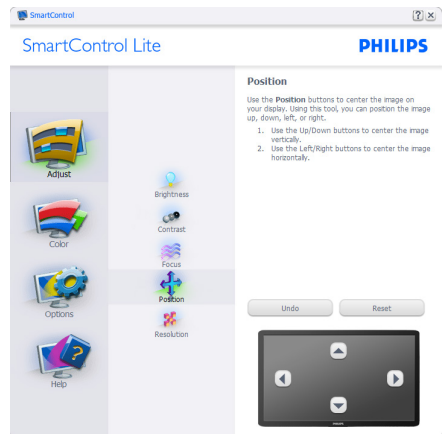 SmartControl
SmartControl Lite
PHILIPS
Adjust
Color
Options
Help
Brightness
Contrast
Focus
Position
Resolution
Position
Use the Position buttons to center the image on
your display. Using this tool, you can position the image
up, down, left, or right.
1. Use the Up/Down buttons to center the image
vertically.
2. Use the Left/Right buttons to center the image
horizontally.
Undo
Reset
PHILIPS